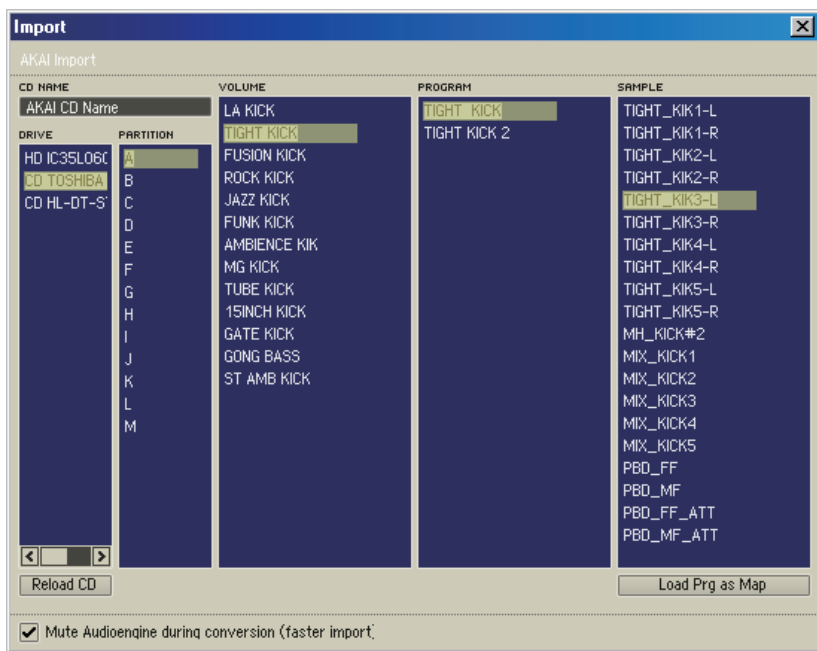 Import
AKAI Import
CD NAME
AKAI CD Name
DRIVE
HD IC35L060
CD TOSHIBA
CD HL-DT-S
PARTITION
A
B
C
D
E
F
G
H
I
J
K
L
M
VOLUME
LA KICK
TIGHT KICK
FUSION KICK
ROCK KICK
JAZZ KICK
FUNK KICK
AMBIENCE KIK
MG KICK
TUBE KICK
15INCH KICK
GATE KICK
GONG BASS
ST AMB KICK
PROGRAM
TIGHT KICK
TIGHT KICK 2
SAMPLE
TIGHT_KIK1-L
TIGHT_KIK1-R
TIGHT_KIK2-L
TIGHT_KIK2-R
TIGHT_KIK3-L
TIGHT_KIK3-R
TIGHT_KIK4-L
TIGHT_KIK4-R
TIGHT_KIK5-L
TIGHT_KIK5-R
MH_KICK#2
MIX_KICK1
MIX_KICK2
MIX_KICK3
MIX_KICK4
MIX_KICK5
PBD_FF
PBD_MF
PBD_FF_ATT
PBD_MF_ATT
Reload CD
Load Prg as Map
Mute Audioengine during conversion (faster import)